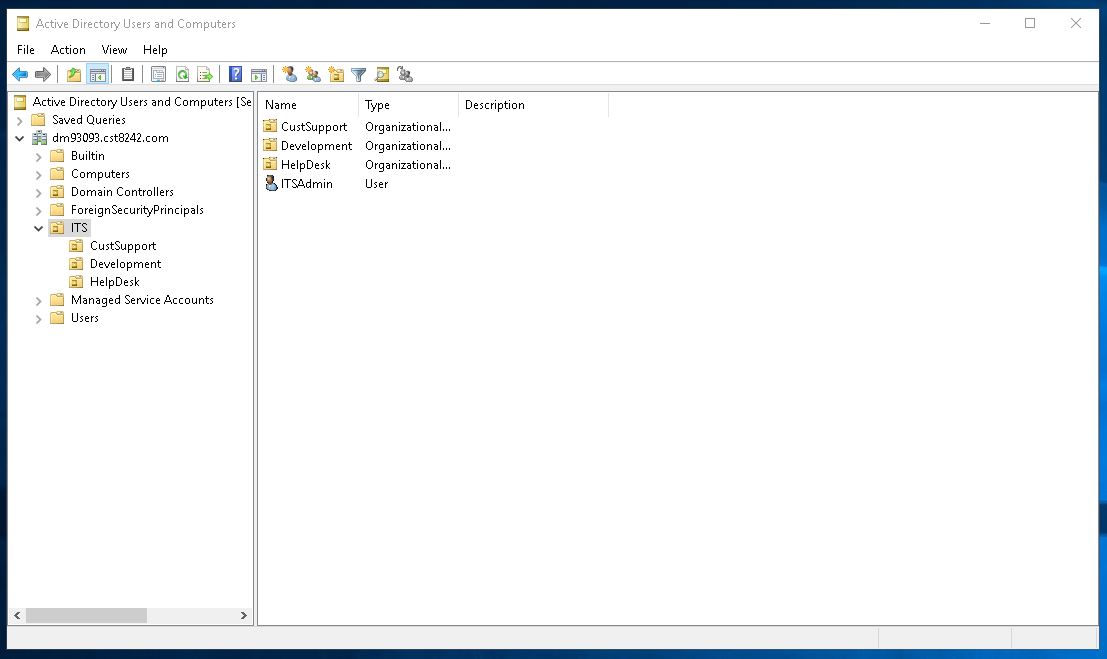 Active Directory Users and Computers
File Action View Help
Active Directory Users and Computers [Se
Saved Queries
dm93093.cst8242.com
Builtin
Computers
Domain Controllers
ForeignSecurityPrincipals
ITS
CustSupport
Development
HelpDesk
Managed Service Accounts
Users
Name Type Description
CustSupport Organizational...
Development Organizational...
HelpDesk Organizational...
ITSAdmin User